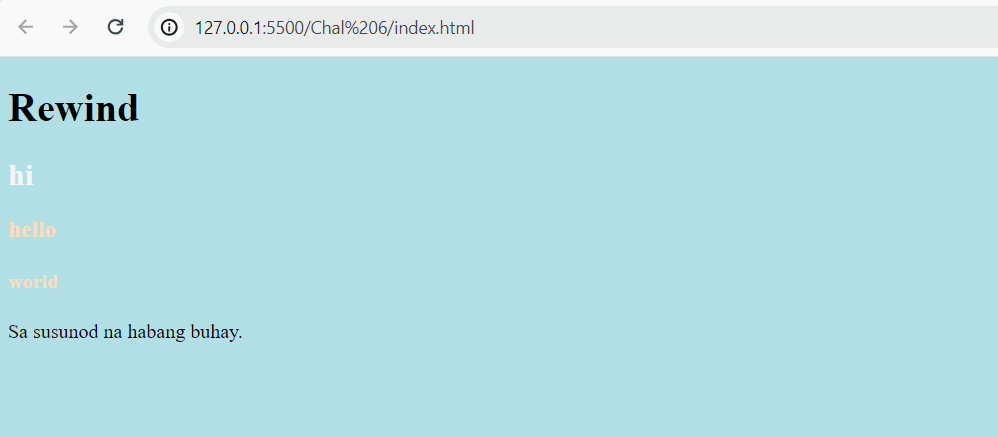 127.0.0.1:5500/Chal%206/index.html
Rewind
hi
hello
world
Sa susunod na habang buhay.